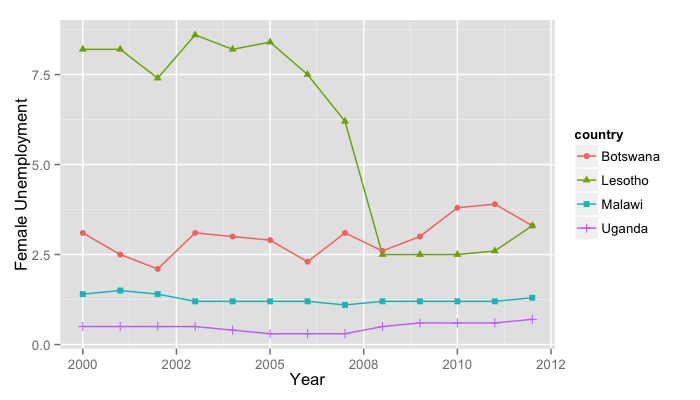 Female Unemployment
7.5
5.0
2.5
0.0
2000 2002 2005 2008 2010 2012
Year
country
Botswana
Lesotho
Malawi
Uganda